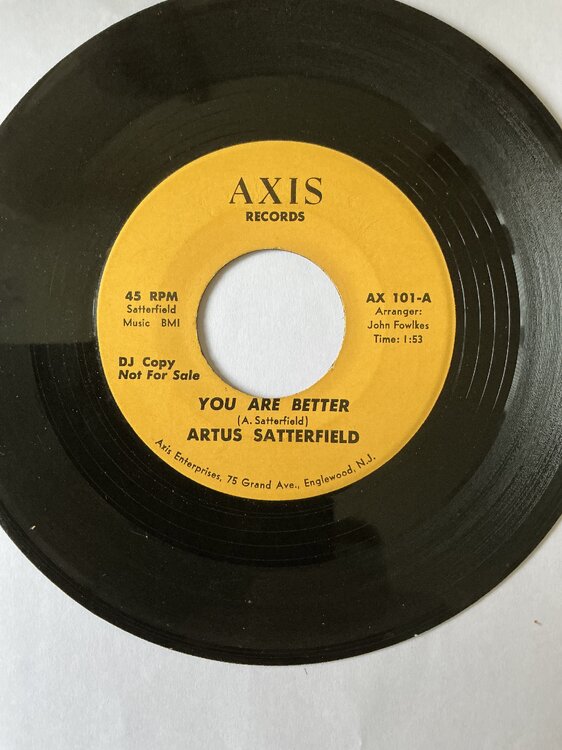 AXIS
RECORDS
45 RPM
Satterfield
Music BMI
DJ Copy
Not For Sale
AX 101-A
Arranger:
John Fowlkes
Time: 1:53
YOU ARE BETTER
(A. Satterfield)
ARTUS SATTERFIELD
Axis Enterprises, 75 Grand Ave., Englewood, N.J.